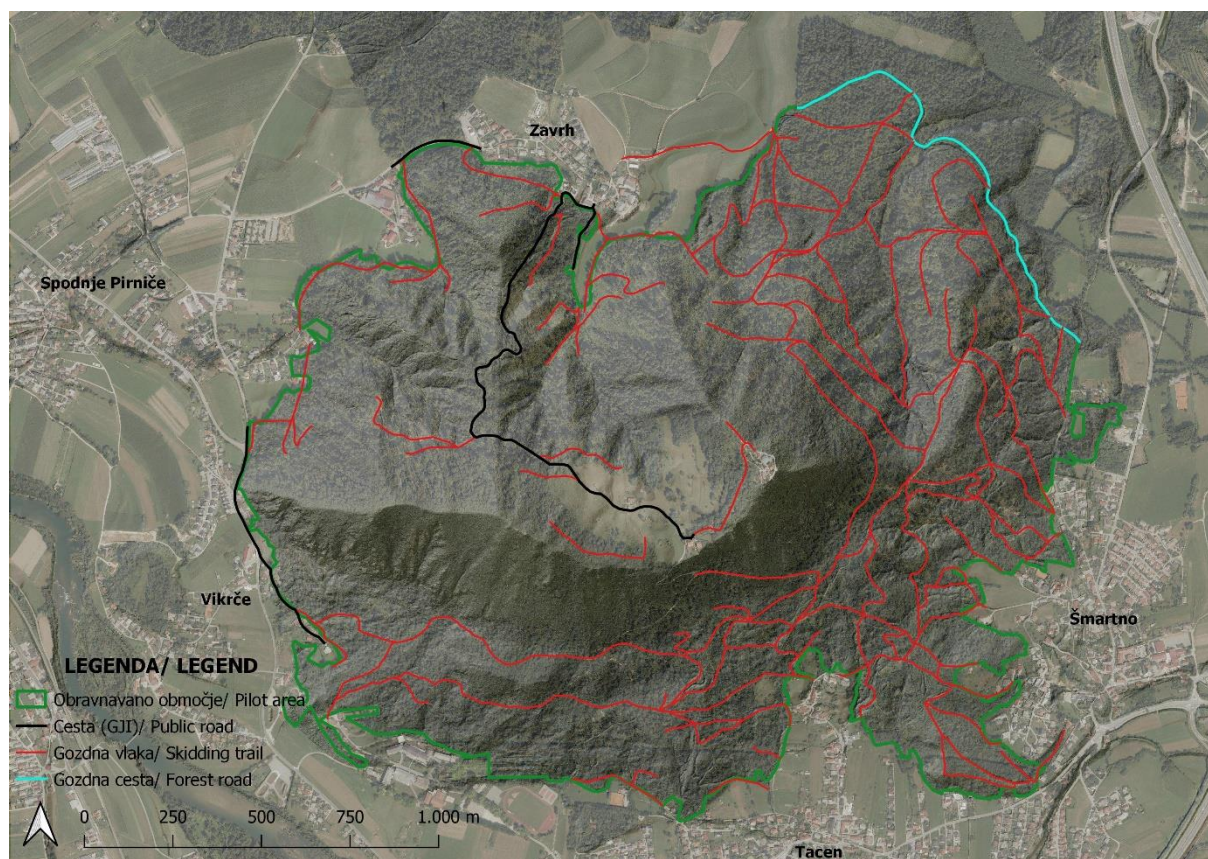 Zavrh
Spodnje Pirniče
Vikrče
Šmartno
LEGENDA/ LEGEND
Obravnavano območje/ Pilot area
Cesta (GJI)/ Public road
Gozdna vlaka/ Skidding trail
Gozdna cesta/ Forest road
0 250 500 750 1.000 m
Tacen